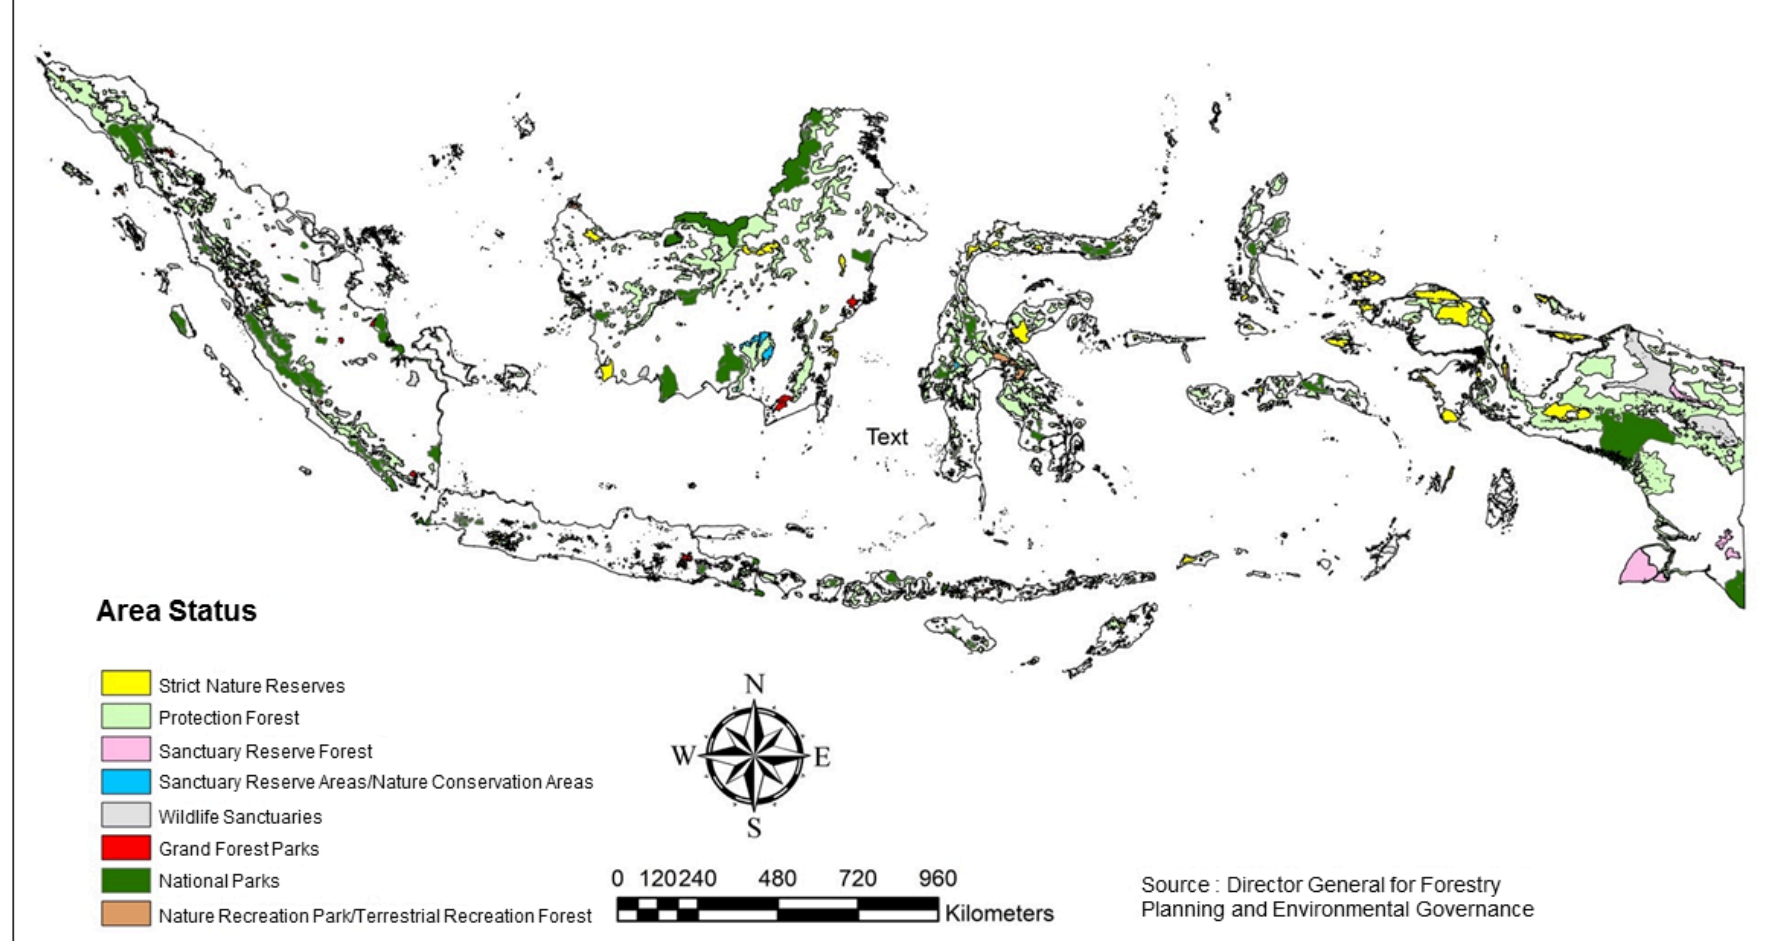 Text
Area Status
Strict Nature Reserves
Protection Forest
Sanctuary Reserve Forest
Sanctuary Reserve Areas/Nature Conservation Areas
Wildlife Sanctuaries
Grand Forest Parks
National Parks
Nature Recreation Park/Terrestrial Recreation Forest
N
W E
S
0 120 240 480 720 960
Kilometers
Source : Director General for Forestry
Planning and Environmental Governance